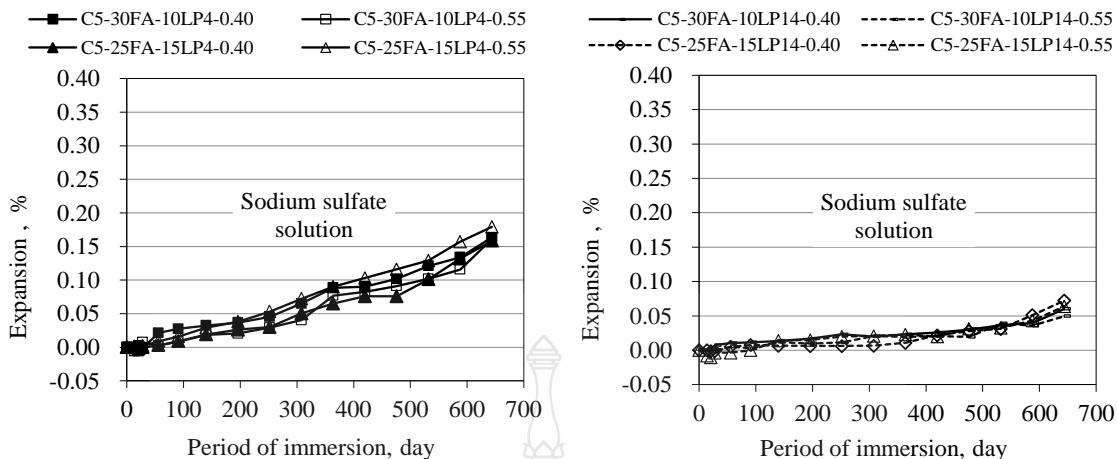 C5-30FA-10LP4-0.40 C5-30FA-10LP4-0.55
C5-25FA-15LP4-0.40 C5-25FA-15LP4-0.55
0.40
0.35
0.30
0.25
0.20
0.15
0.10
0.05
0.00
-0.05
Expansion , %
Sodium sulfate
solution
0 100 200 300 400 500 600 700
Period of immersion, day
C5-30FA-10LP14-0.40 C5-30FA-10LP14-0.55
C5-25FA-15LP14-0.40 C5-25FA-15LP14-0.55
0.40
0.35
0.30
0.25
0.20
0.15
0.10
0.05
0.00
-0.05
Expansion , %
Sodium sulfate
solution
0 100 200 300 400 500 600 700
Period of immersion, day